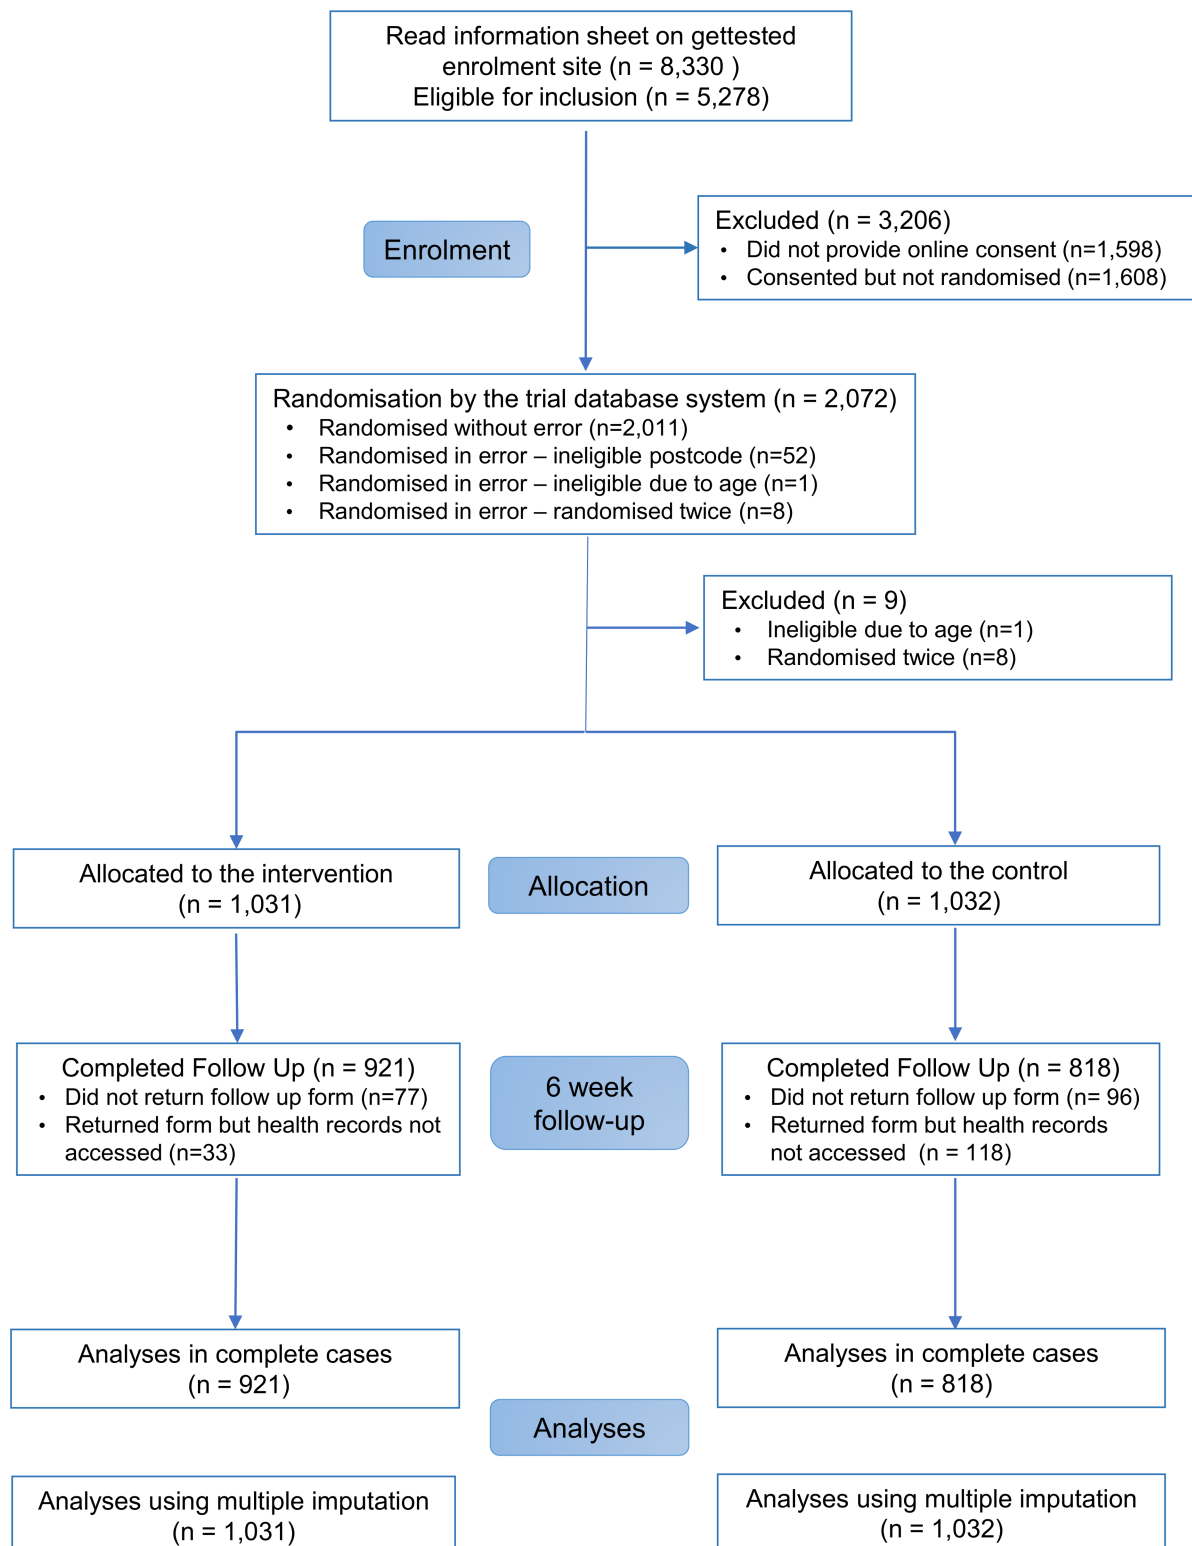 Read information sheet on gettested
enrolment site (n = 8,330 )
Eligible for inclusion (n = 5,278)
Enrolment
Excluded (n = 3,206)
• Did not provide online consent (n=1,598)
• Consented but not randomised (n=1,608)
Randomisation by the trial database system (n = 2,072)
• Randomised without error (n=2,011)
• Randomised in error – ineligible postcode (n=52)
• Randomised in error – ineligible due to age (n=1)
• Randomised in error – randomised twice (n=8)
Excluded (n = 9)
• Ineligible due to age (n=1)
• Randomised twice (n=8)
Allocated to the intervention
(n = 1,031)
Allocation
Allocated to the control
(n = 1,032)
Completed Follow Up (n = 921)
• Did not return follow up form (n=77)
• Returned form but health records not
accessed (n=33)
6 week
follow-up
Completed Follow Up (n = 818)
• Did not return follow up form (n= 96)
• Returned form but health records
not accessed (n = 118)
Analyses in complete cases
(n = 921)
Analyses in complete cases
(n = 818)
Analyses
Analyses using multiple imputation
(n = 1,031)
Analyses using multiple imputation
(n = 1,032)